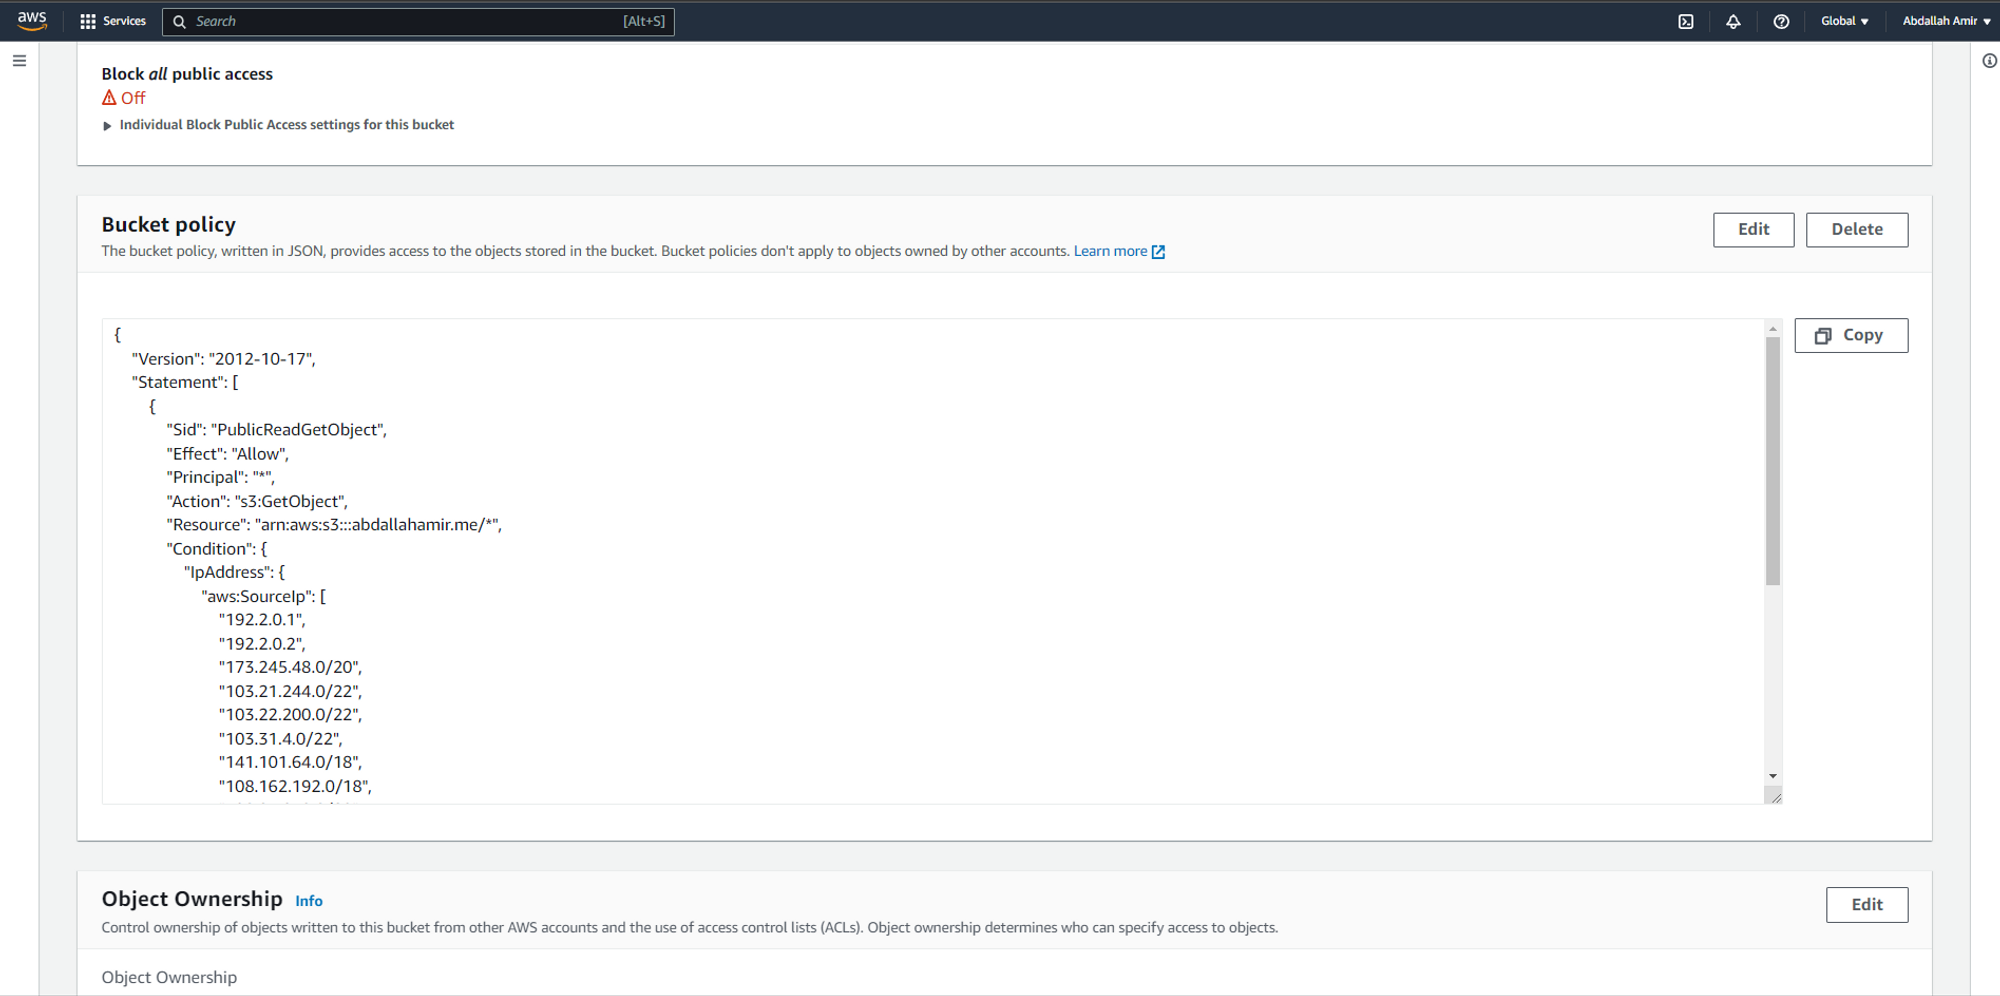 aws Services Search [Alt+S] Global Abdallah Amir
Block all public access
Off
Individual Block Public Access settings for this bucket
Bucket policy
Edit Delete
The bucket policy, written in JSON, provides access to the objects stored in the bucket. Bucket policies don't apply to objects owned by other accounts. Learn more
Copy
{
"Version": "2012-10-17",
"Statement": [
{
"Sid": "PublicReadGetObject",
"Effect": "Allow",
"Principal": "*",
"Action": "s3:GetObject",
"Resource": "arn:aws:s3:::abdallahamir.me/*",
"Condition": {
"IpAddress": {
"aws:SourceIp": [
"192.2.0.1",
"192.2.0.2",
"173.245.48.0/20",
"103.21.244.0/22",
"103.22.200.0/22",
"103.31.4.0/22",
"141.101.64.0/18",
"108.162.192.0/18",
Object Ownership Info
Edit
Control ownership of objects written to this bucket from other AWS accounts and the use of access control lists (ACLs). Object ownership determines who can specify access to objects.
Object Ownership